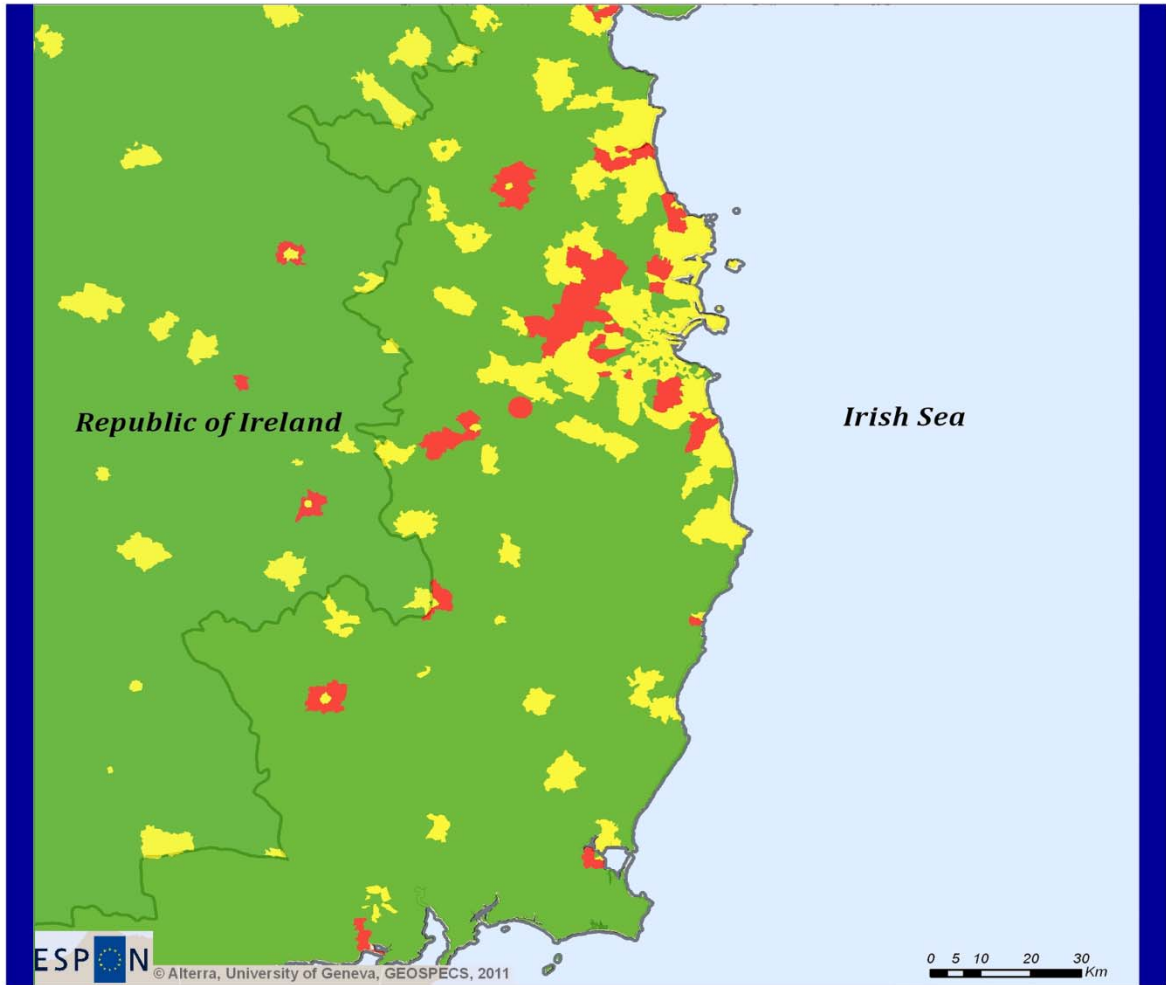 Republic of Ireland
Irish Sea
ESPON
© Alterra, University of Geneva, GEOSPECS, 2011
0 5 10 20 30
Km